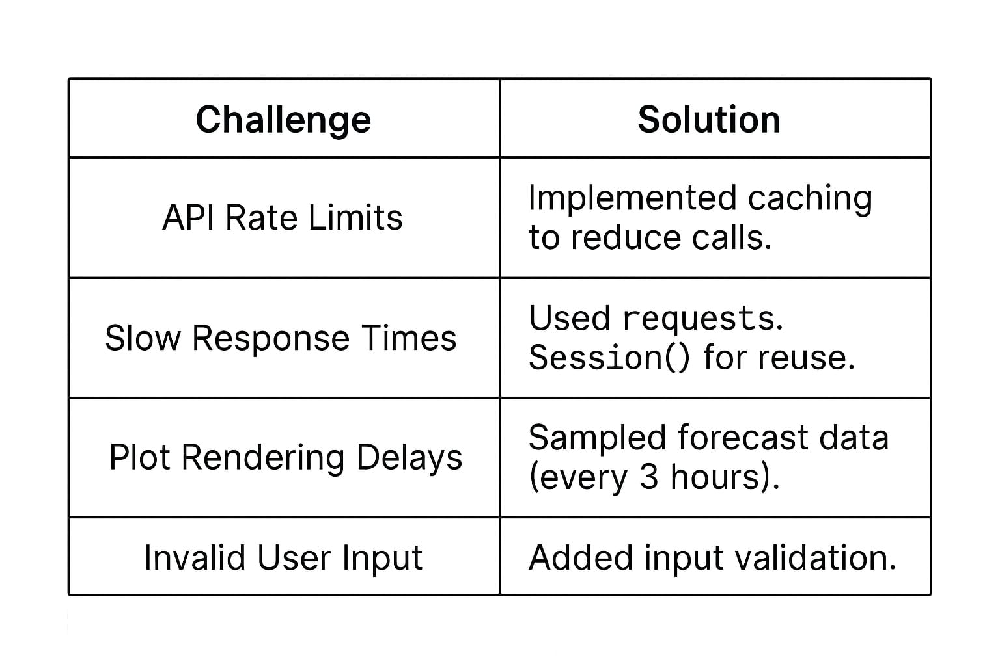 Challenge
Solution
API Rate Limits
Implemented caching
to reduce calls.
Slow Response Times
Used requests.
Session() for reuse.
Plot Rendering Delays
Sampled forecast data
(every 3 hours).
Invalid User Input
Added input validation.